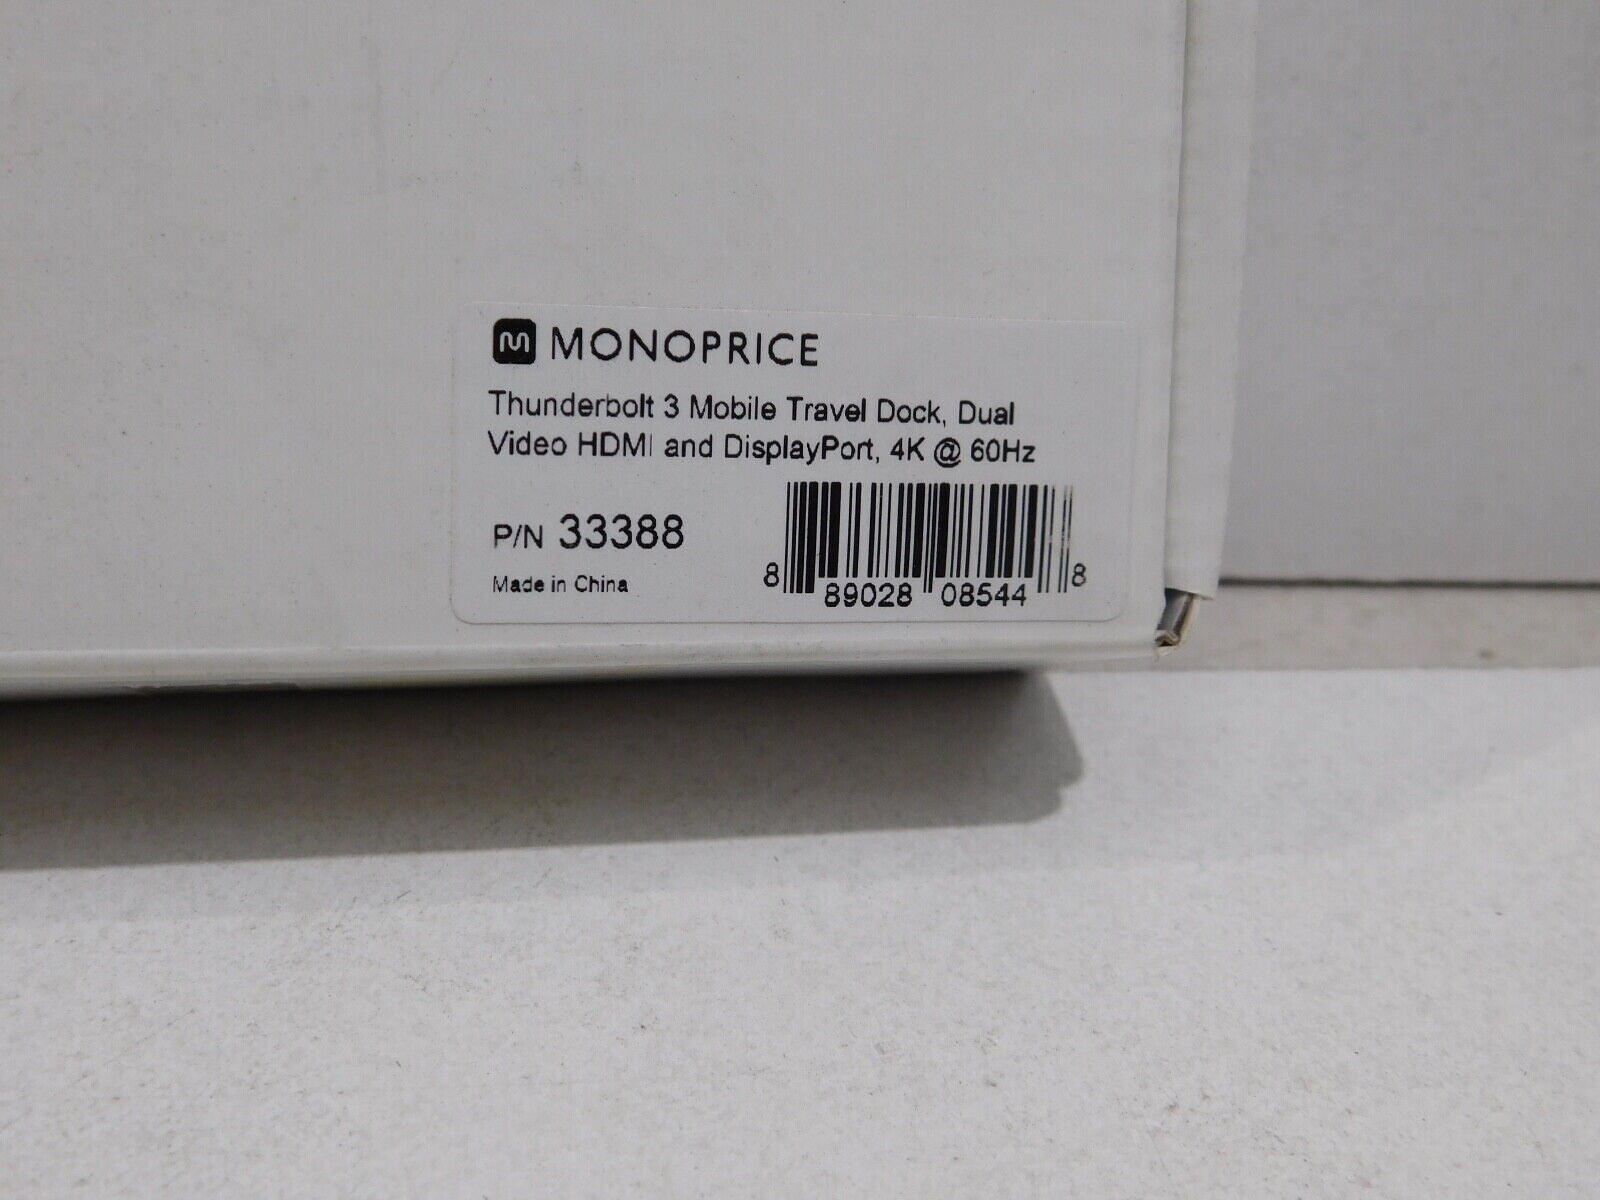 MONOPRICE
Thunderbolt 3 Mobile Travel Dock, Dual
Video HDMI and DisplayPort, 4K @ 60Hz
P/N 33388
Made in China
8 89028 08544 8